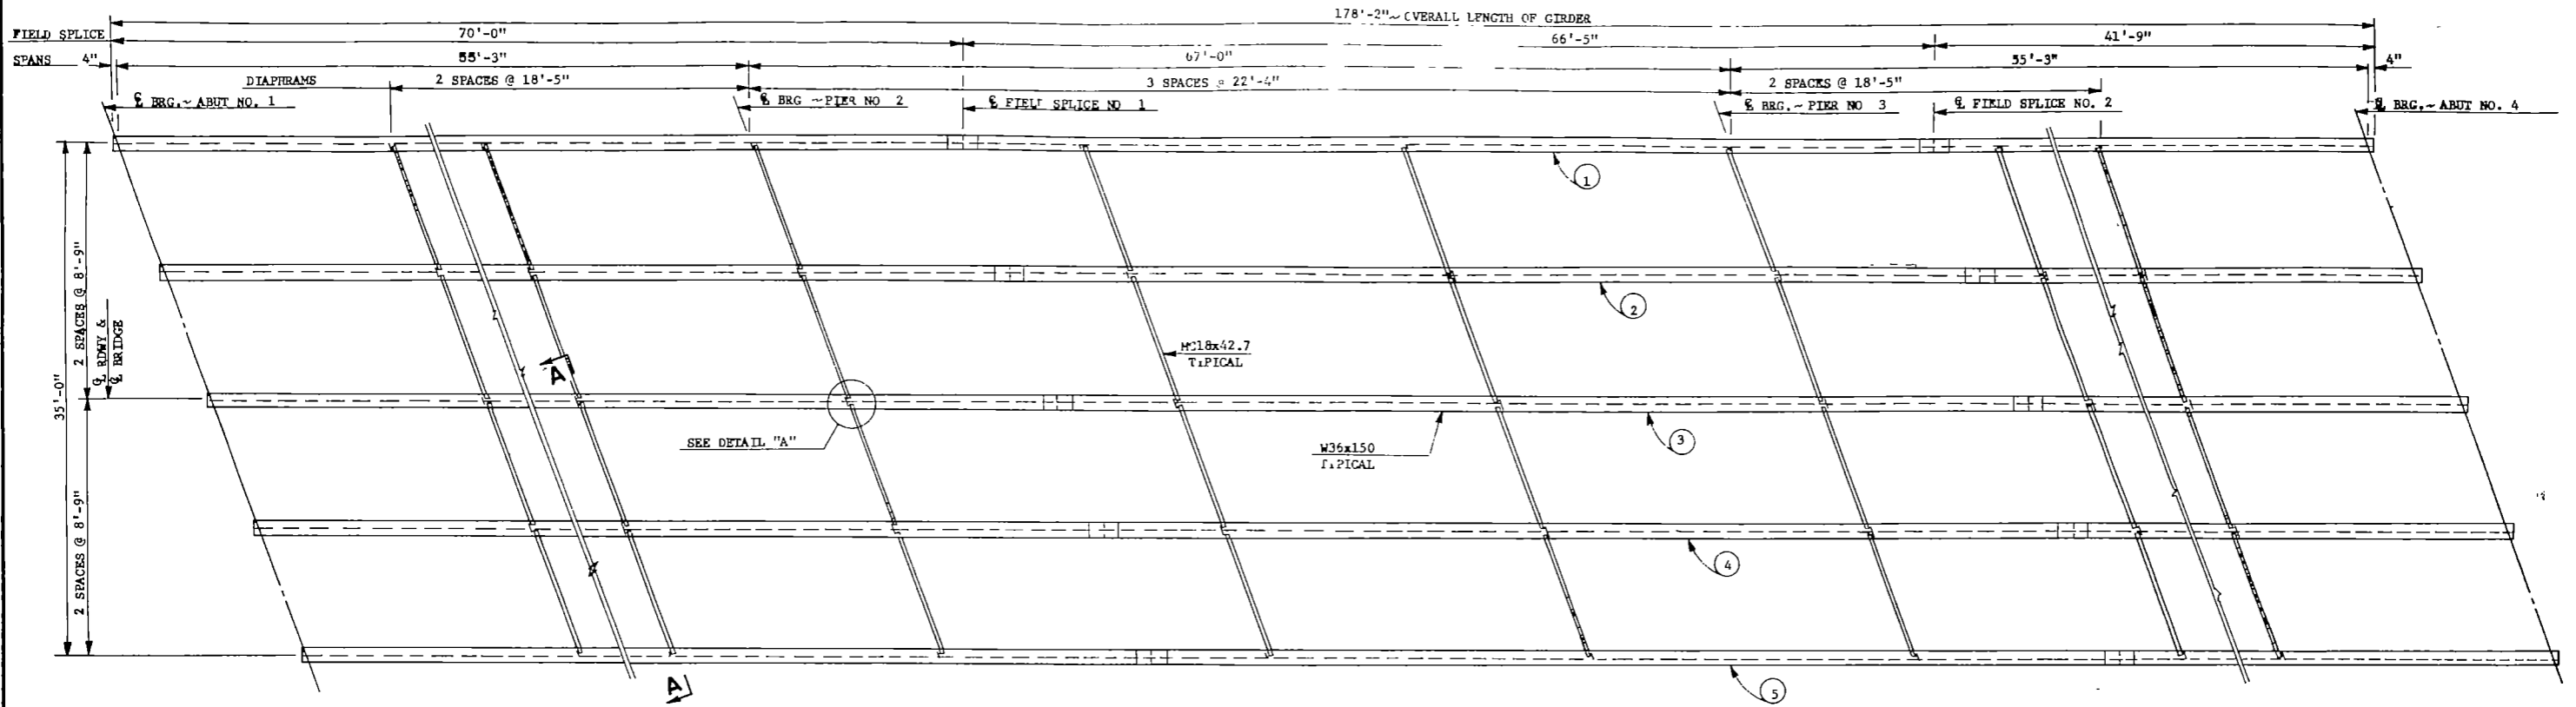 178'-2"~OVERALL LENGTH OF GIRDER
FIELD SPLICE 70'-0" 66'-5" 41'-9"
SPANS 4" 55'-3" 67'-0" 55'-3" 4"
DIAPHRAMS 2 SPACES @ 18'-5" 3 SPACES @ 22'-4" 2 SPACES @ 18'-5"
℄ BRG.~ABUT NO. 1
℄ BRG ~PIER NO 2
℄ FIELD SPLICE NO 1
℄ BRG.~PIER NO 3
℄ FIELD SPLICE NO. 2
℄ BRG.~ABUT NO. 4
1
2
3
4
5
35'-0"
2 SPACES @ 8'-9"
2 SPACES @ 8'-9"
℄ RDWY &
℄ BRIDGE
A
A
MC18x42.7
TYPICAL
SEE DETAIL "A"
W36x150
TYPICAL